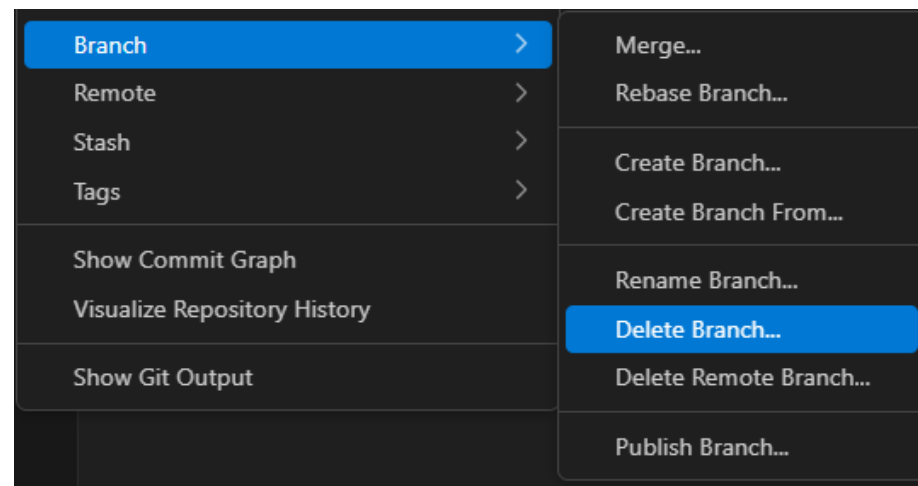 Branch
Remote
Stash
Tags
Show Commit Graph
Visualize Repository History
Show Git Output
Merge...
Rebase Branch...
Create Branch...
Create Branch From...
Rename Branch...
Delete Branch...
Delete Remote Branch...
Publish Branch...